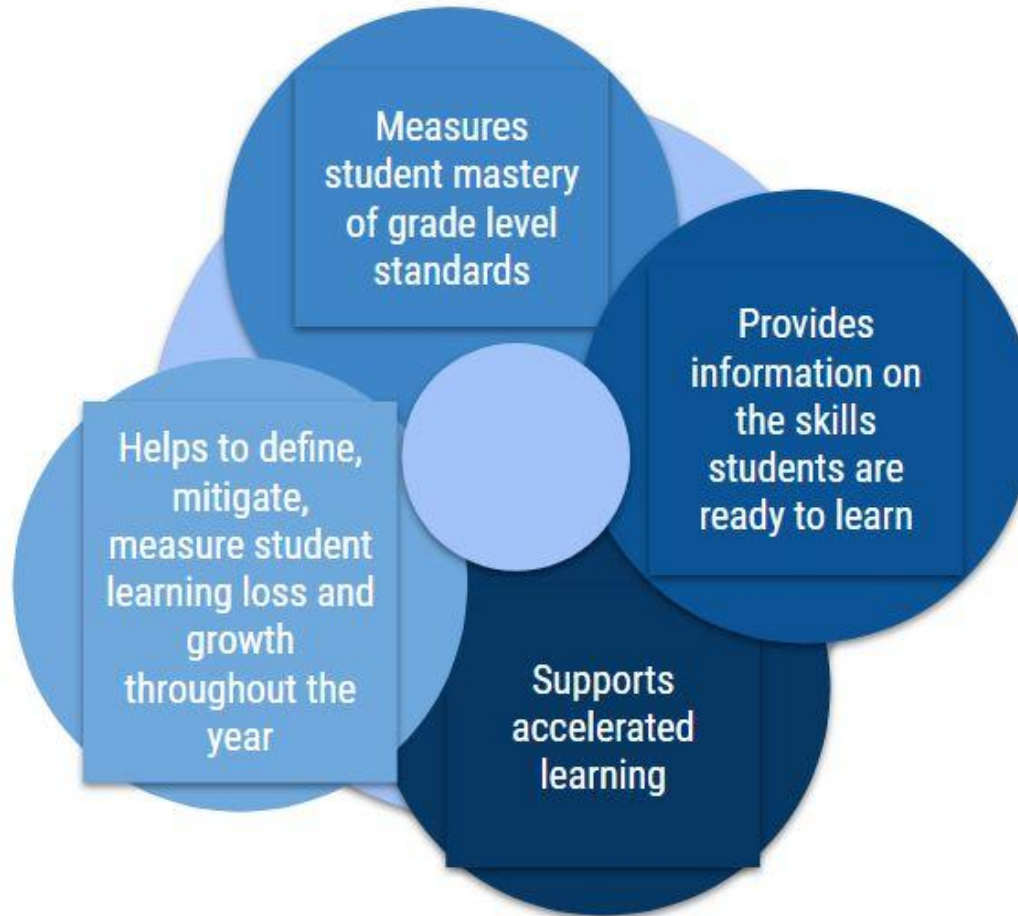 Measures
student mastery
of grade level
standards
Provides
information on
the skills
students are
ready to learn
Supports
accelerated
learning
Helps to define,
mitigate,
measure student
learning loss and
growth
throughout the
year